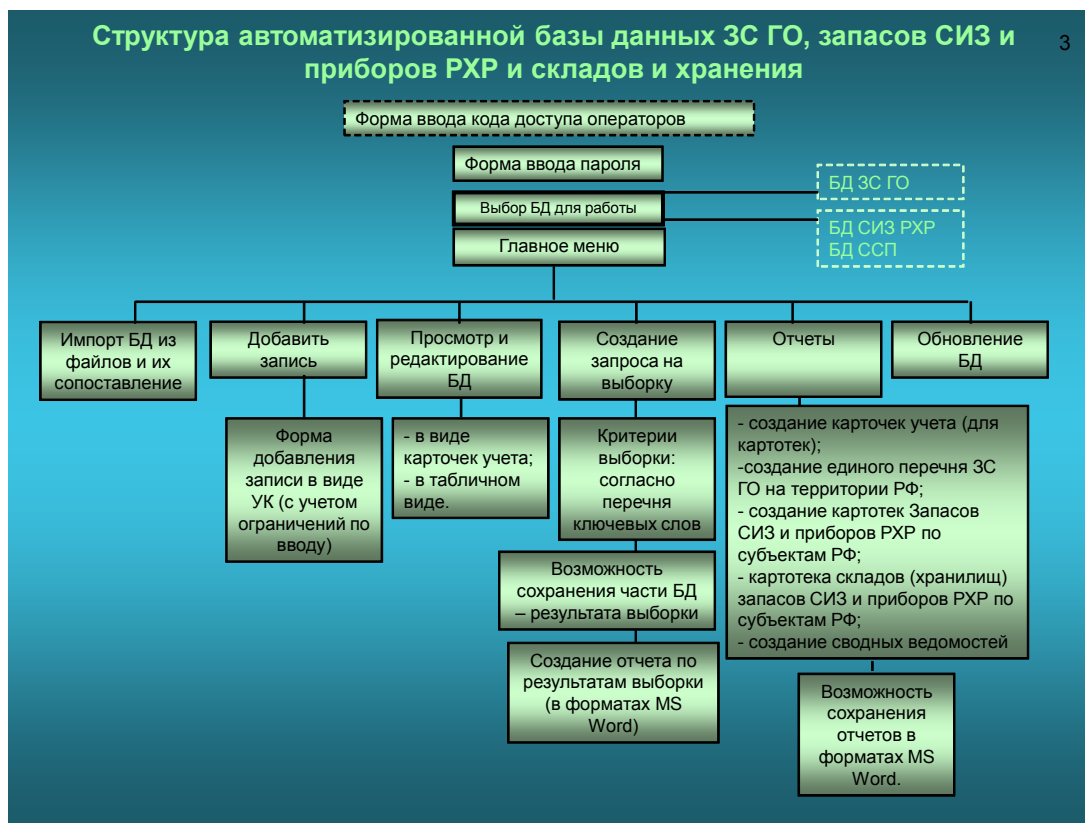 Структура автоматизированной базы данных ЗС ГО, запасов СИЗ и
приборов РХР и складов и хранения
3
Форма ввода кода доступа операторов
Форма ввода пароля
БД ЗС ГО
Выбор БД для работы
БД СИЗ РХР
БД ССП
Главное меню
Импорт БД из
файлов и их
сопоставление
Добавить
запись
Просмотр и
редактирование
БД
Создание
запроса на
выборку
Отчеты
Обновление
БД
Форма
добавления
записи в виде
УК (с учетом
ограничений по
вводу)
- в виде
карточек учета;
- в табличном
виде.
Критерии
выборки:
согласно
перечня
ключевых слов
Возможность
сохранения части БД
– результата выборки
Создание отчета по
результатам выборки
(в форматах MS
Word)
- создание карточек учета (для
картотек);
-создание единого перечня ЗС
ГО на территории РФ;
- создание картотек Запасов
СИЗ и приборов РХР по
субъектам РФ;
- картотека складов (хранилищ)
запасов СИЗ и приборов РХР по
субъектам РФ;
- создание сводных ведомостей
Возможность
сохранения
отчетов в
форматах MS
Word.